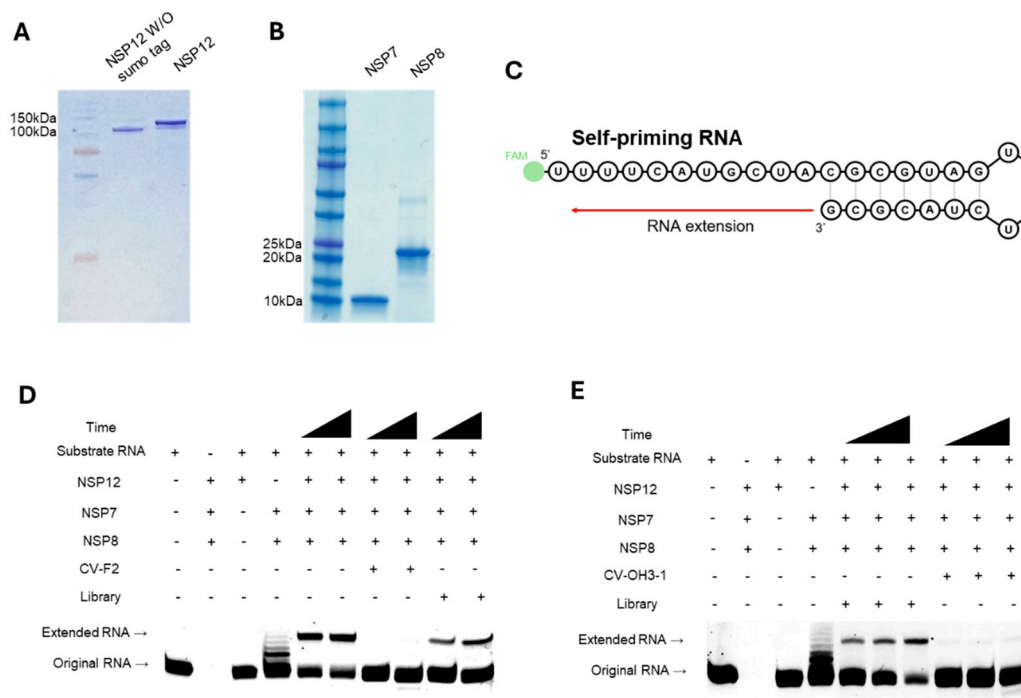 A
NSP12 W/O
sumo tag
NSP12
150kDa
100kDa
B
NSP7
NSP8
25kDa
20kDa
10kDa
C
Self-priming RNA
FAM
5'
U U U U C A U G C U A C G C G U A G U
G C G C A U C U
3'
RNA extension
D
Time
Substrate RNA + - + + + + + + + +
NSP12 - + + - + + + + + +
NSP7 - + - + + + + + + +
NSP8 - + - + + + + + + +
CV-F2 - - - - - - + + - -
Library - - - - - - - - + +
Extended RNA →
Original RNA →
E
Time
Substrate RNA + - + + + + + + + +
NSP12 - + + - + + + + + +
NSP7 - + - + + + + + + +
NSP8 - + - + + + + + + +
CV-OH3-1 - - - - - - - + + +
Library - - - - + + + - - -
Extended RNA →
Original RNA →